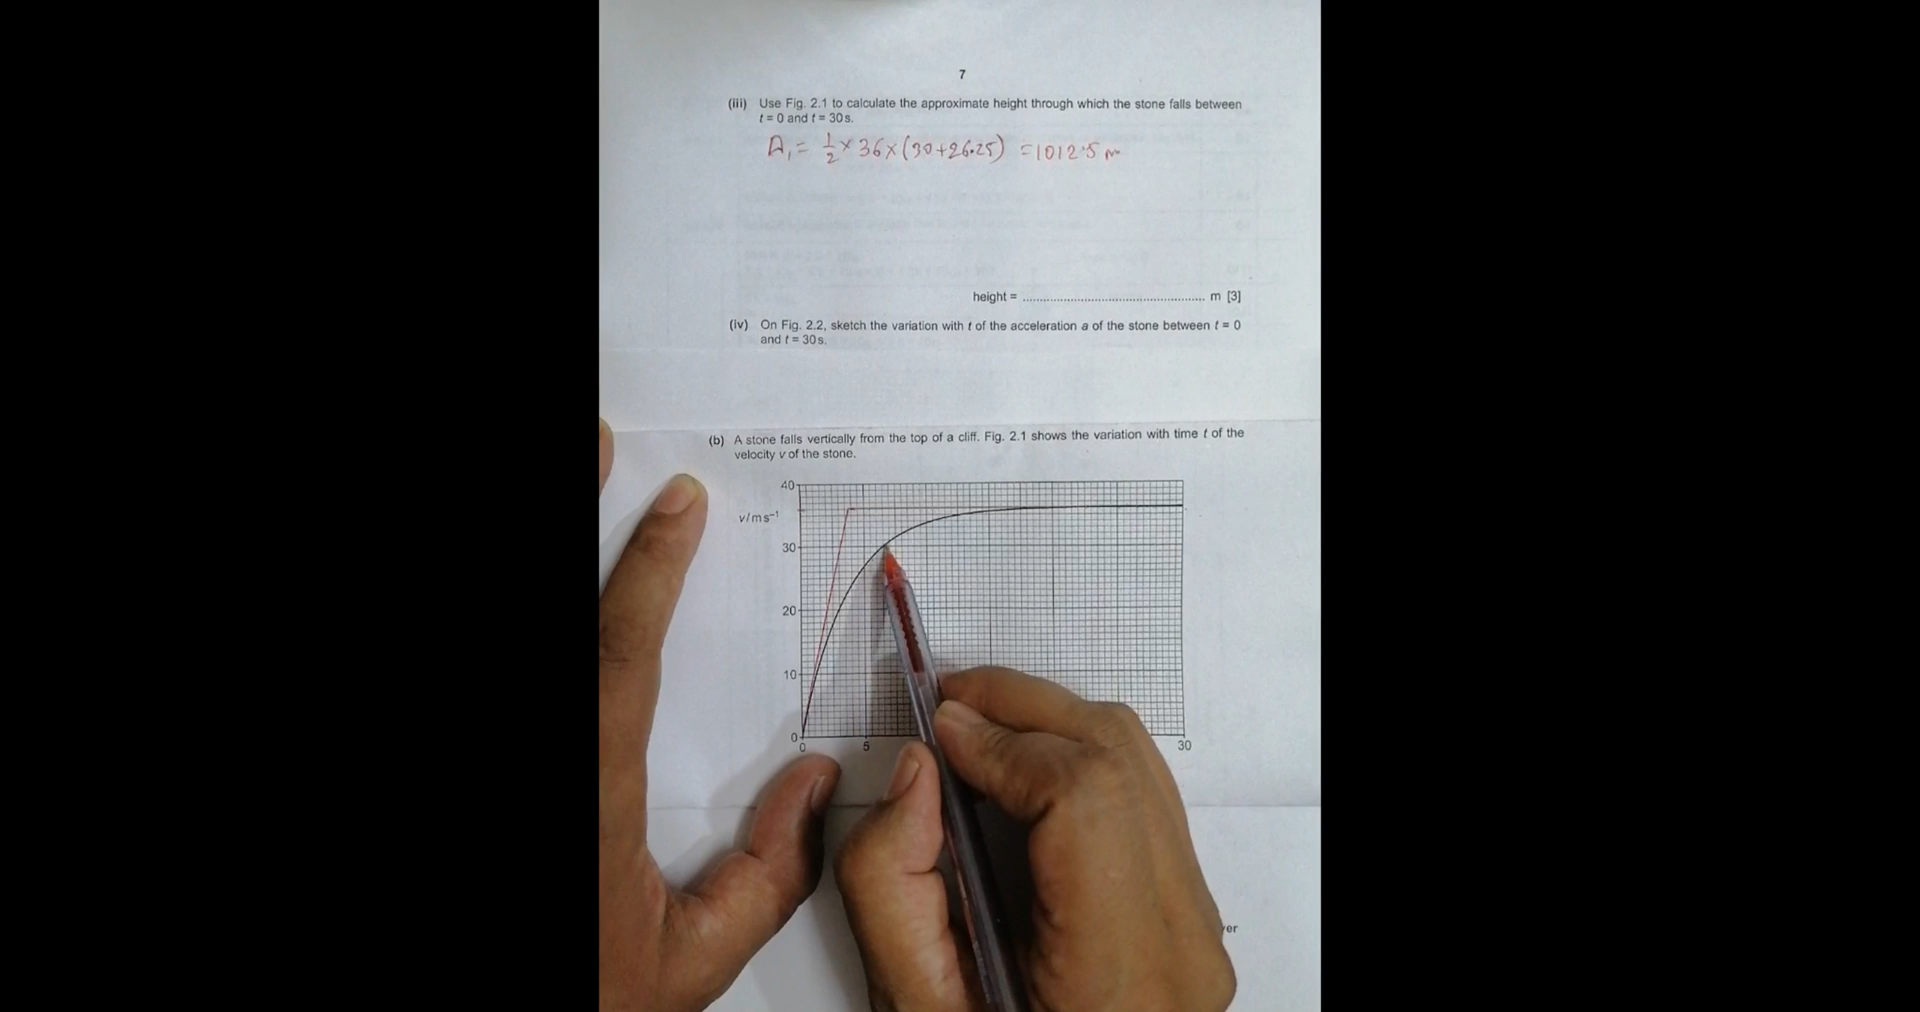 7
(iii) Use Fig. 2.1 to calculate the approximate height through which the stone falls between
t = 0 and t = 30 s.
A₁ = 1/2 × 36 × (30+26.25) = 1012.5 m
height = ........................................................ m [3]
(iv) On Fig. 2.2, sketch the variation with t of the acceleration a of the stone between t = 0
and t = 30 s.
(b) A stone falls vertically from the top of a cliff. Fig. 2.1 shows the variation with time t of the
velocity v of the stone.
40
v/m s⁻¹
30
20
10
0
0 5 30